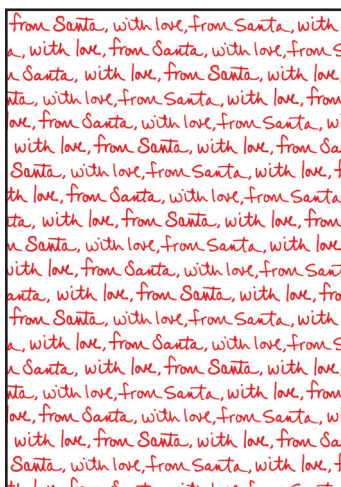 from Santa, with love, from Santa, with
a, with love, from Santa, with love, from S
n Santa, with love, from Santa, with love,
nta, with love, from Santa, with love, from
ove, from Santa, with love, from Santa, w
with love, from Santa, with love, from Sa
Santa, with love, from Santa, with love, f
th love, from Santa, with love, from Santa
ta, with love, from Santa, with love, from
n Santa, with love, from Santa, with love
with love, from Santa, with love, from Sant
anta, with love, from Santa, with love, fro
from Santa, with love, from Santa, with
a, with love, from Santa, with love, from S
n Santa, with love, from Santa, with love,
nta, with love, from Santa, with love, from
ove, from Santa, with love, from Santa, w
with love, from Santa, with love, from Sa
Santa, with love, from Santa, with love, f